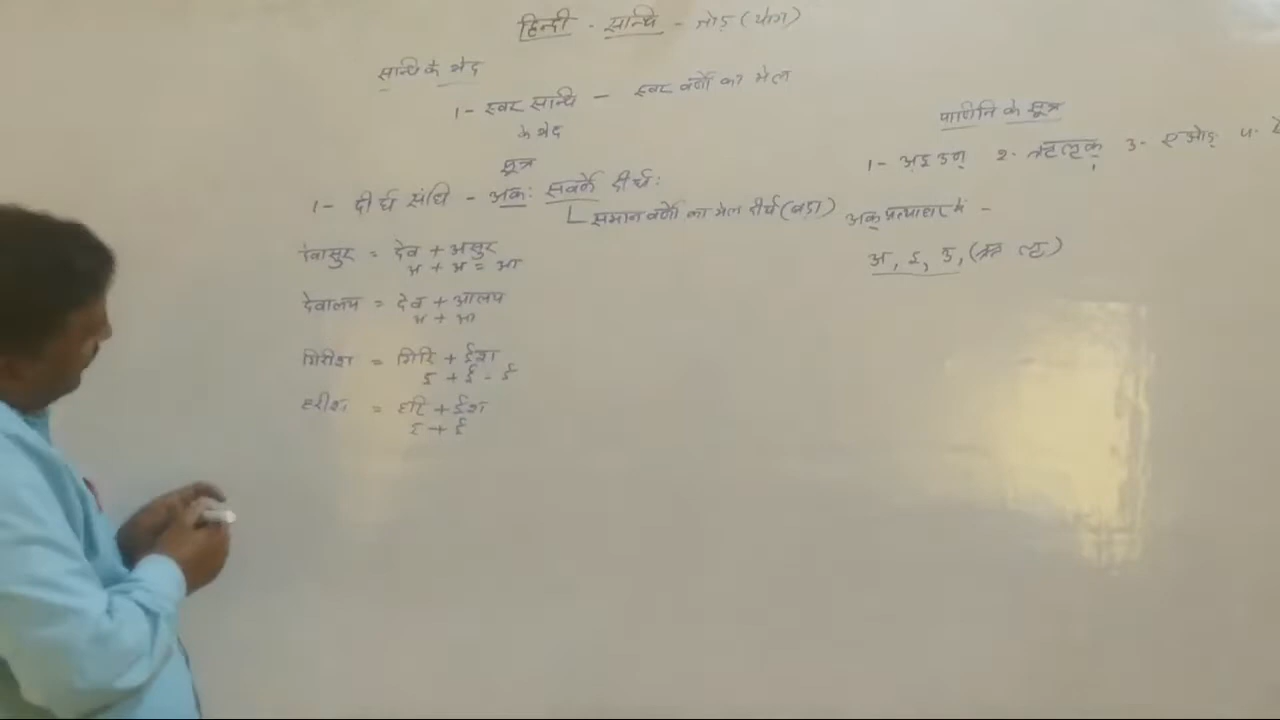 हिन्दी - सन्धि - जोड़ (योग)
सन्धि के भेद
1- स्वर सन्धि - स्वर वर्णों का मेल
के भेद
सूत्र
1- दीर्घ संधि - अकः सवर्णे दीर्घः
समान वर्णों का मेल दीर्घ (बड़ा)
देवासुर = देव + असुर
अ + अ = आ
देवालय = देव + आलय
अ + आ
गिरीश = गिरि + ईश
इ + ई - ई
हरीश = हरि + ईश
इ + ई
पाणिनि के सूत्र
1- अइउण् 2- ऋलृक् 3- एओङ् 4-
अक् प्रत्याहार में -
अ, इ, उ, (ऋ लृ)